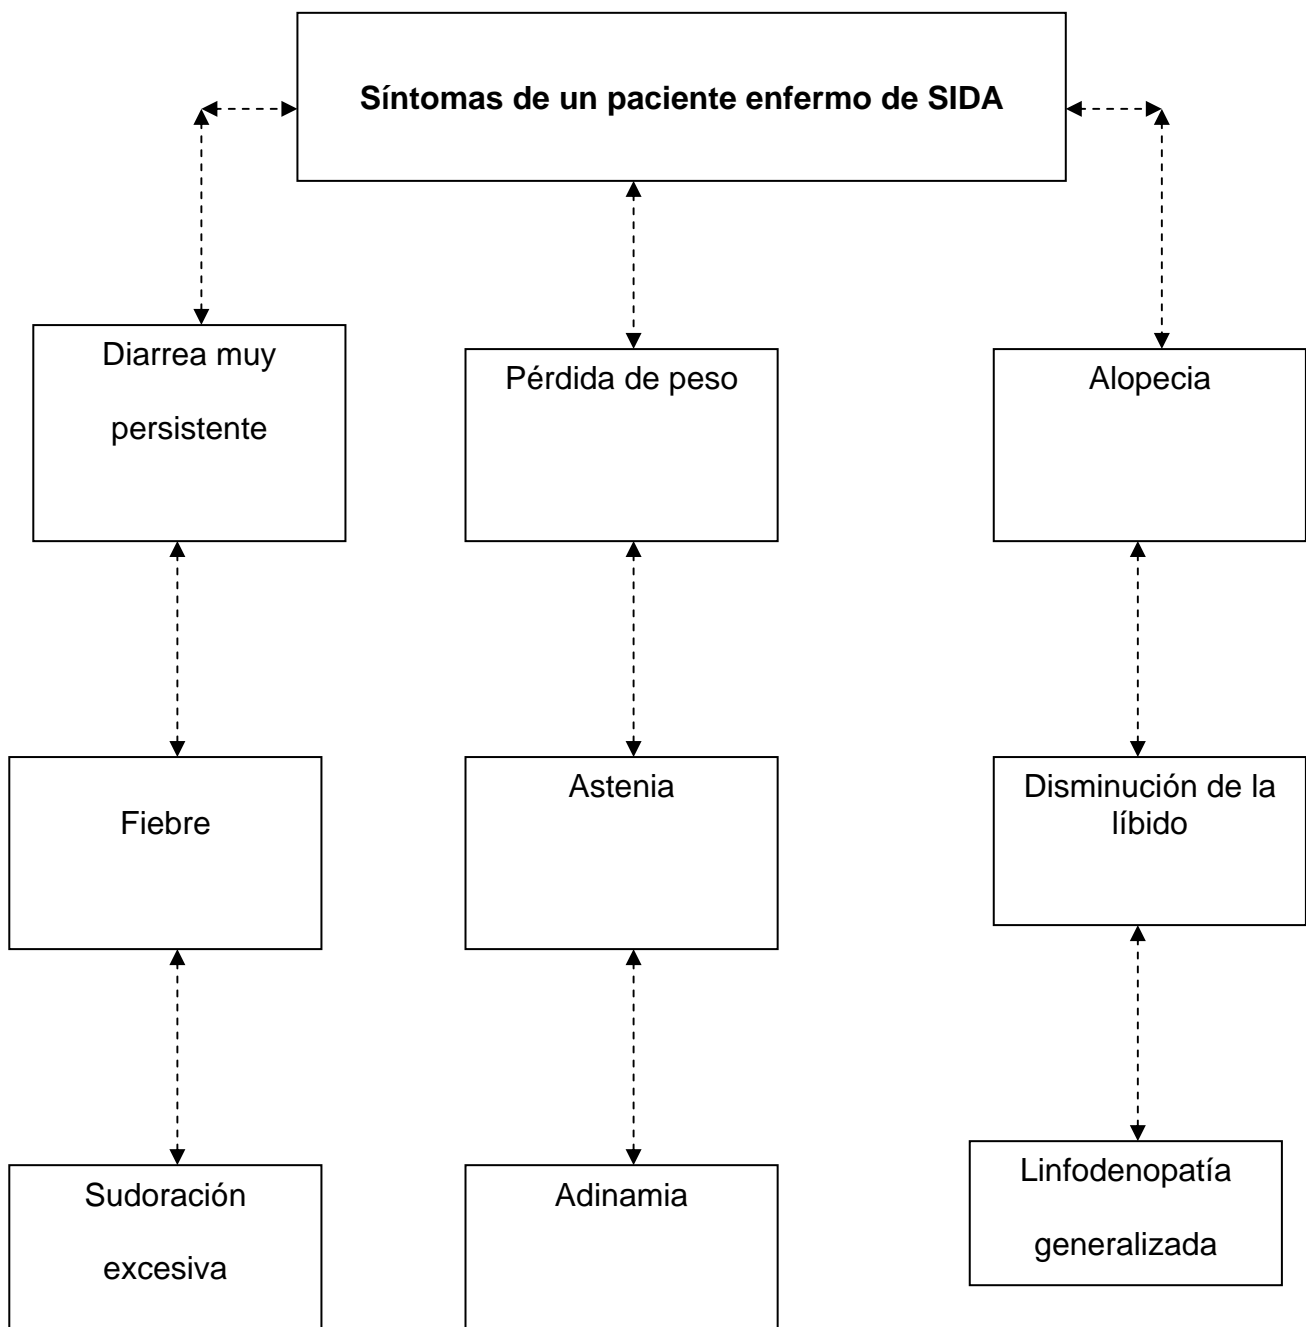 Síntomas de un paciente enfermo de SIDA
Diarrea muy
persistente
Pérdida de peso
Alopecia
Fiebre
Astenia
Disminución de la
líbido
Sudoración
excesiva
Adinamia
Linfodenopatía
generalizada